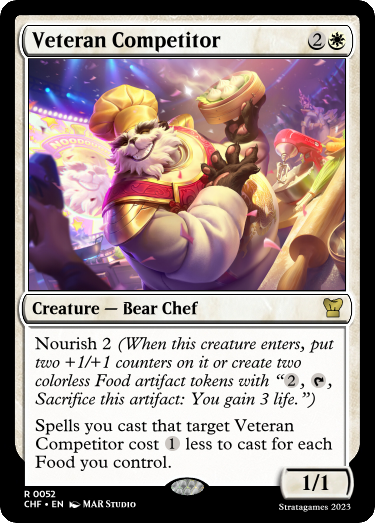 Veteran Competitor 2
NOODOO
Creature — Bear Chef
Nourish 2 (When this creature enters, put
two +1/+1 counters on it or create two
colorless Food artifact tokens with “2, ,
Sacrifice this artifact: You gain 3 life.”)
Spells you cast that target Veteran
Competitor cost 1 less to cast for each
Food you control.
1/1
R 0052
CHF • EN MAR STUDIO
Stratagames 2023